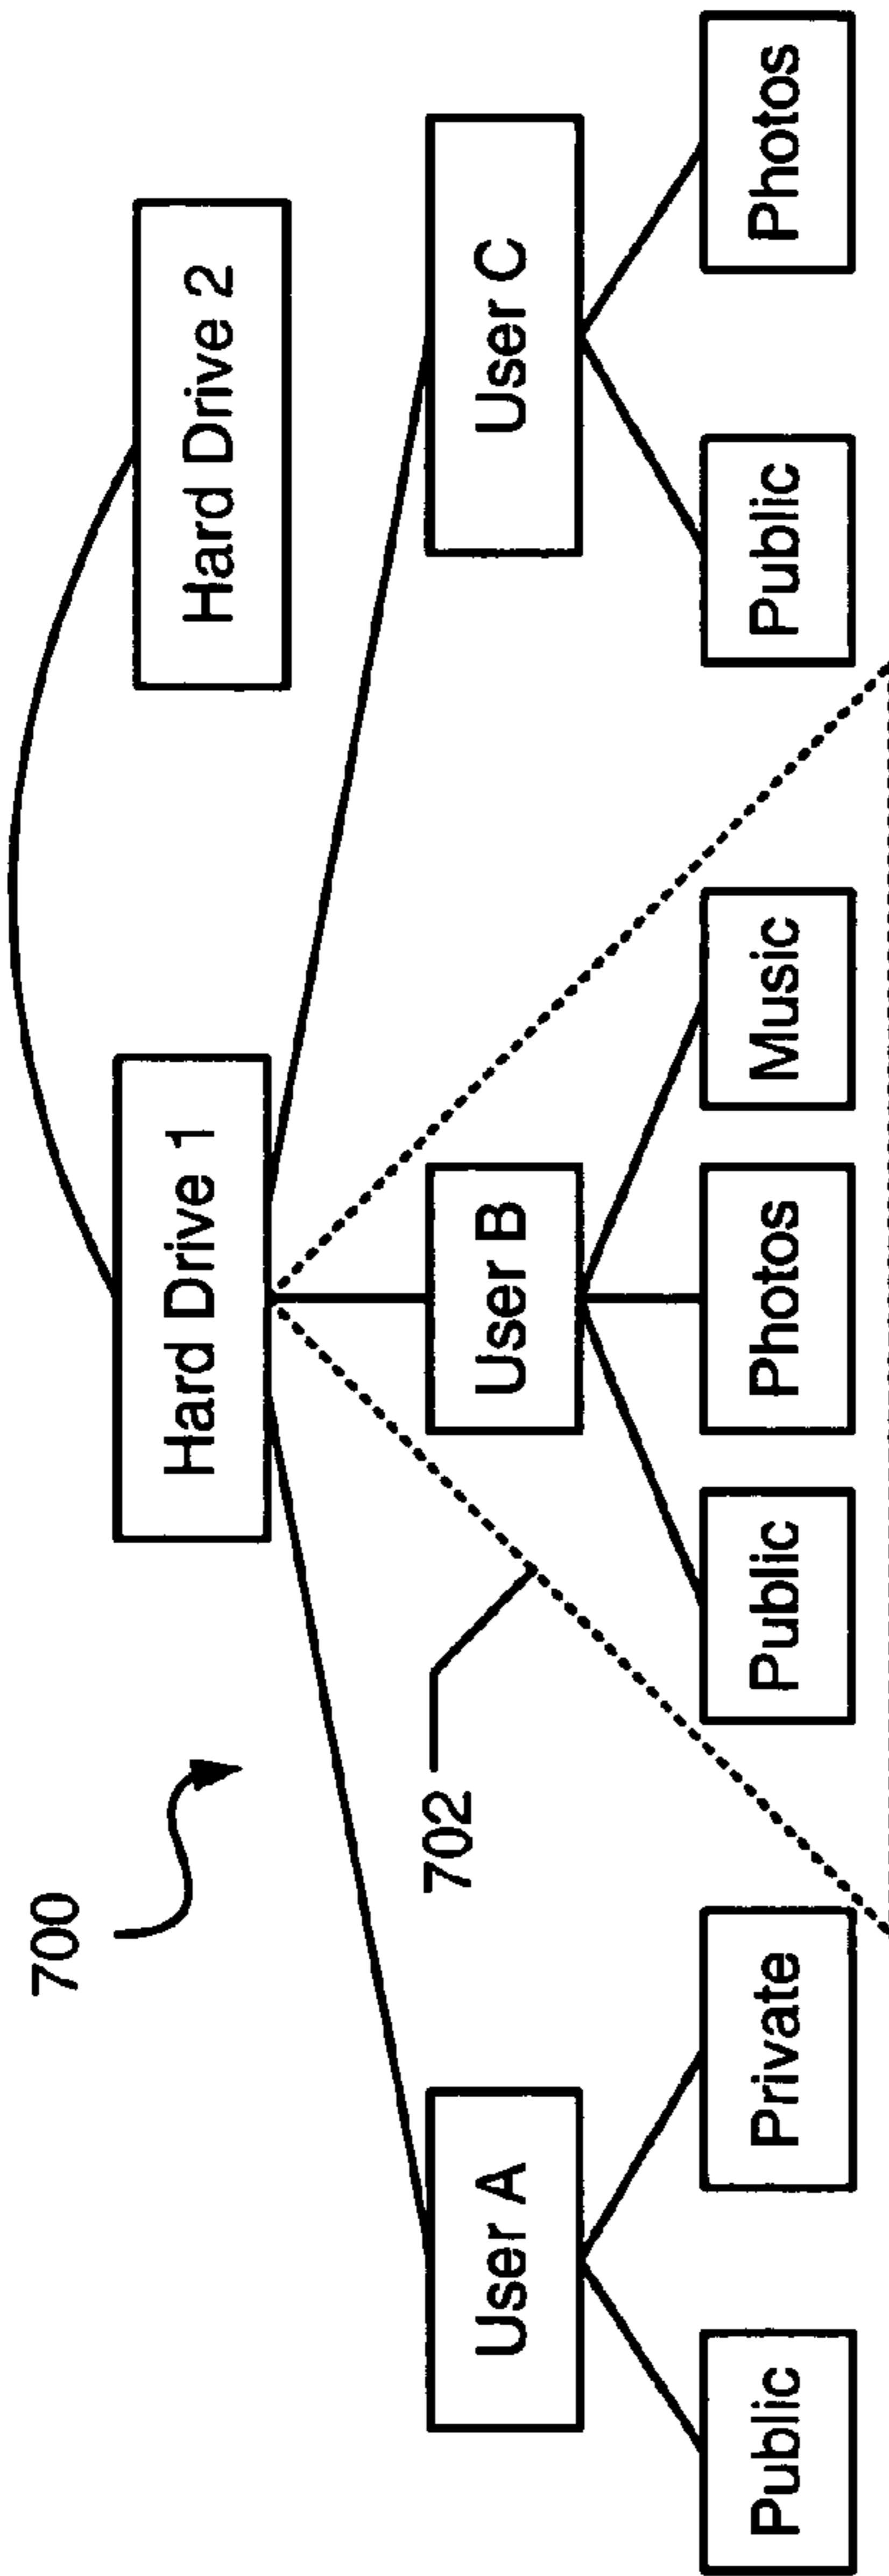 700
Hard Drive 1
Hard Drive 2
702
User A
User B
User C
Public
Private
Public
Photos
Music
Public
Photos